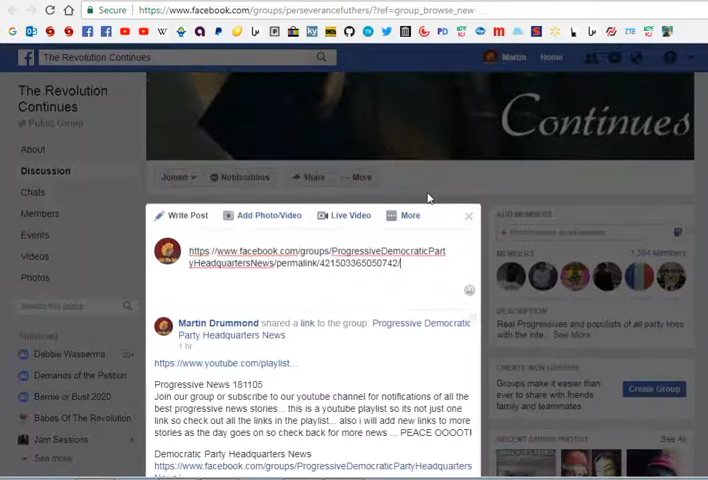 Secure https://www.facebook.com/groups/perseverancefuthers/?ref=group_browse_new
The Revolution Continues
Martin Home
The Revolution
Continues
Public Group
Continues
About
Discussion
Chats
Members
Events
Videos
Photos
Search this group
Shortcuts
Debbie Wasserma... 20+
Demands of the Petition
Bernie or Bust 2020
Babes Of The Revolution
Jam Sessions
See more
Joined Notifications Share More
Write Post Add Photo/Video Live Video More
https://www.facebook.com/groups/ProgressiveDemocraticPart
yHeadquartersNews/permalink/421503365050742/
Martin Drummond shared a link to the group: Progressive Democratic
Party Headquarters News
1 hr
https://www.youtube.com/playlist...
Progressive News 181105
Join our group or subscribe to our youtube channel for notifications of all the
best progressive news stories... this is a youtube playlist so its not just one
link so check out all the links in the playlist... also i will add new links to more
stories as the day goes on so check back for more news ... PEACE OOOOT!
Democratic Party Headquarters News
https://www.facebook.com/groups/ProgressiveDemocraticPartyHeadquarters
ADD MEMBERS
MEMBERS
Members
DESCRIPTION
Real Progressives and populists of all party lines
with the inte... See More
CREATE NEW GROUPS
Groups make it easier than
ever to share with friends,
family and teammates.
Create Group
RECENT GROUP PHOTOS See All